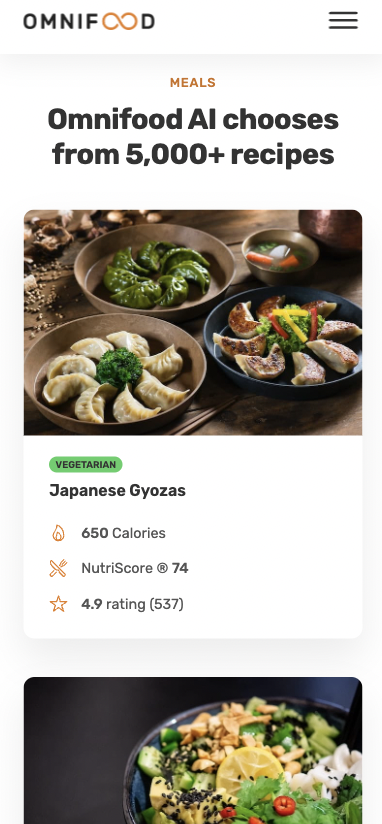 OMNIFOOD
MEALS
Omnifood AI chooses
from 5,000+ recipes
VEGETARIAN
Japanese Gyozas
650 Calories
NutriScore ® 74
4.9 rating (537)